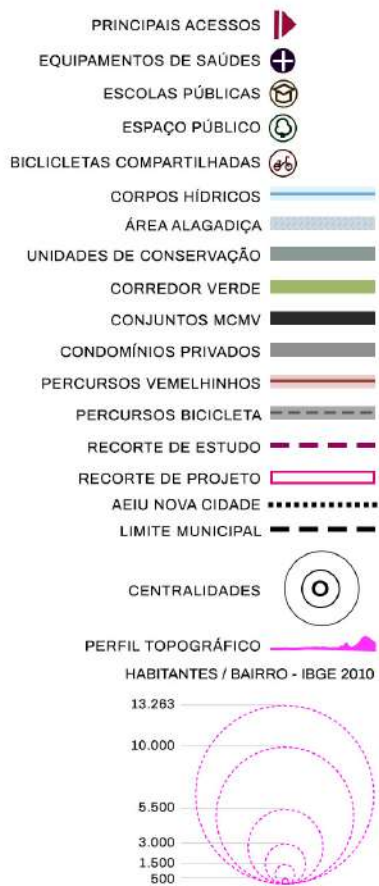 PRINCIPAIS ACESSOS
EQUIPAMENTOS DE SAÚDES
ESCOLAS PÚBLICAS
ESPAÇO PÚBLICO
BICLICLETAS COMPARTILHADAS
CORPOS HÍDRICOS
ÁREA ALAGADIÇA
UNIDADES DE CONSERVAÇÃO
CORREDOR VERDE
CONJUNTOS MCMV
CONDOMÍNIOS PRIVADOS
PERCURSOS VEMELHINHOS
PERCURSOS BICICLETA
RECORTE DE ESTUDO
RECORTE DE PROJETO
AEIU NOVA CIDADE
LIMITE MUNICIPAL
CENTRALIDADES
PERFIL TOPOGRÁFICO
HABITANTES / BAIRRO - IBGE 2010
13.263
10.000
5.500
3.000
1.500
500